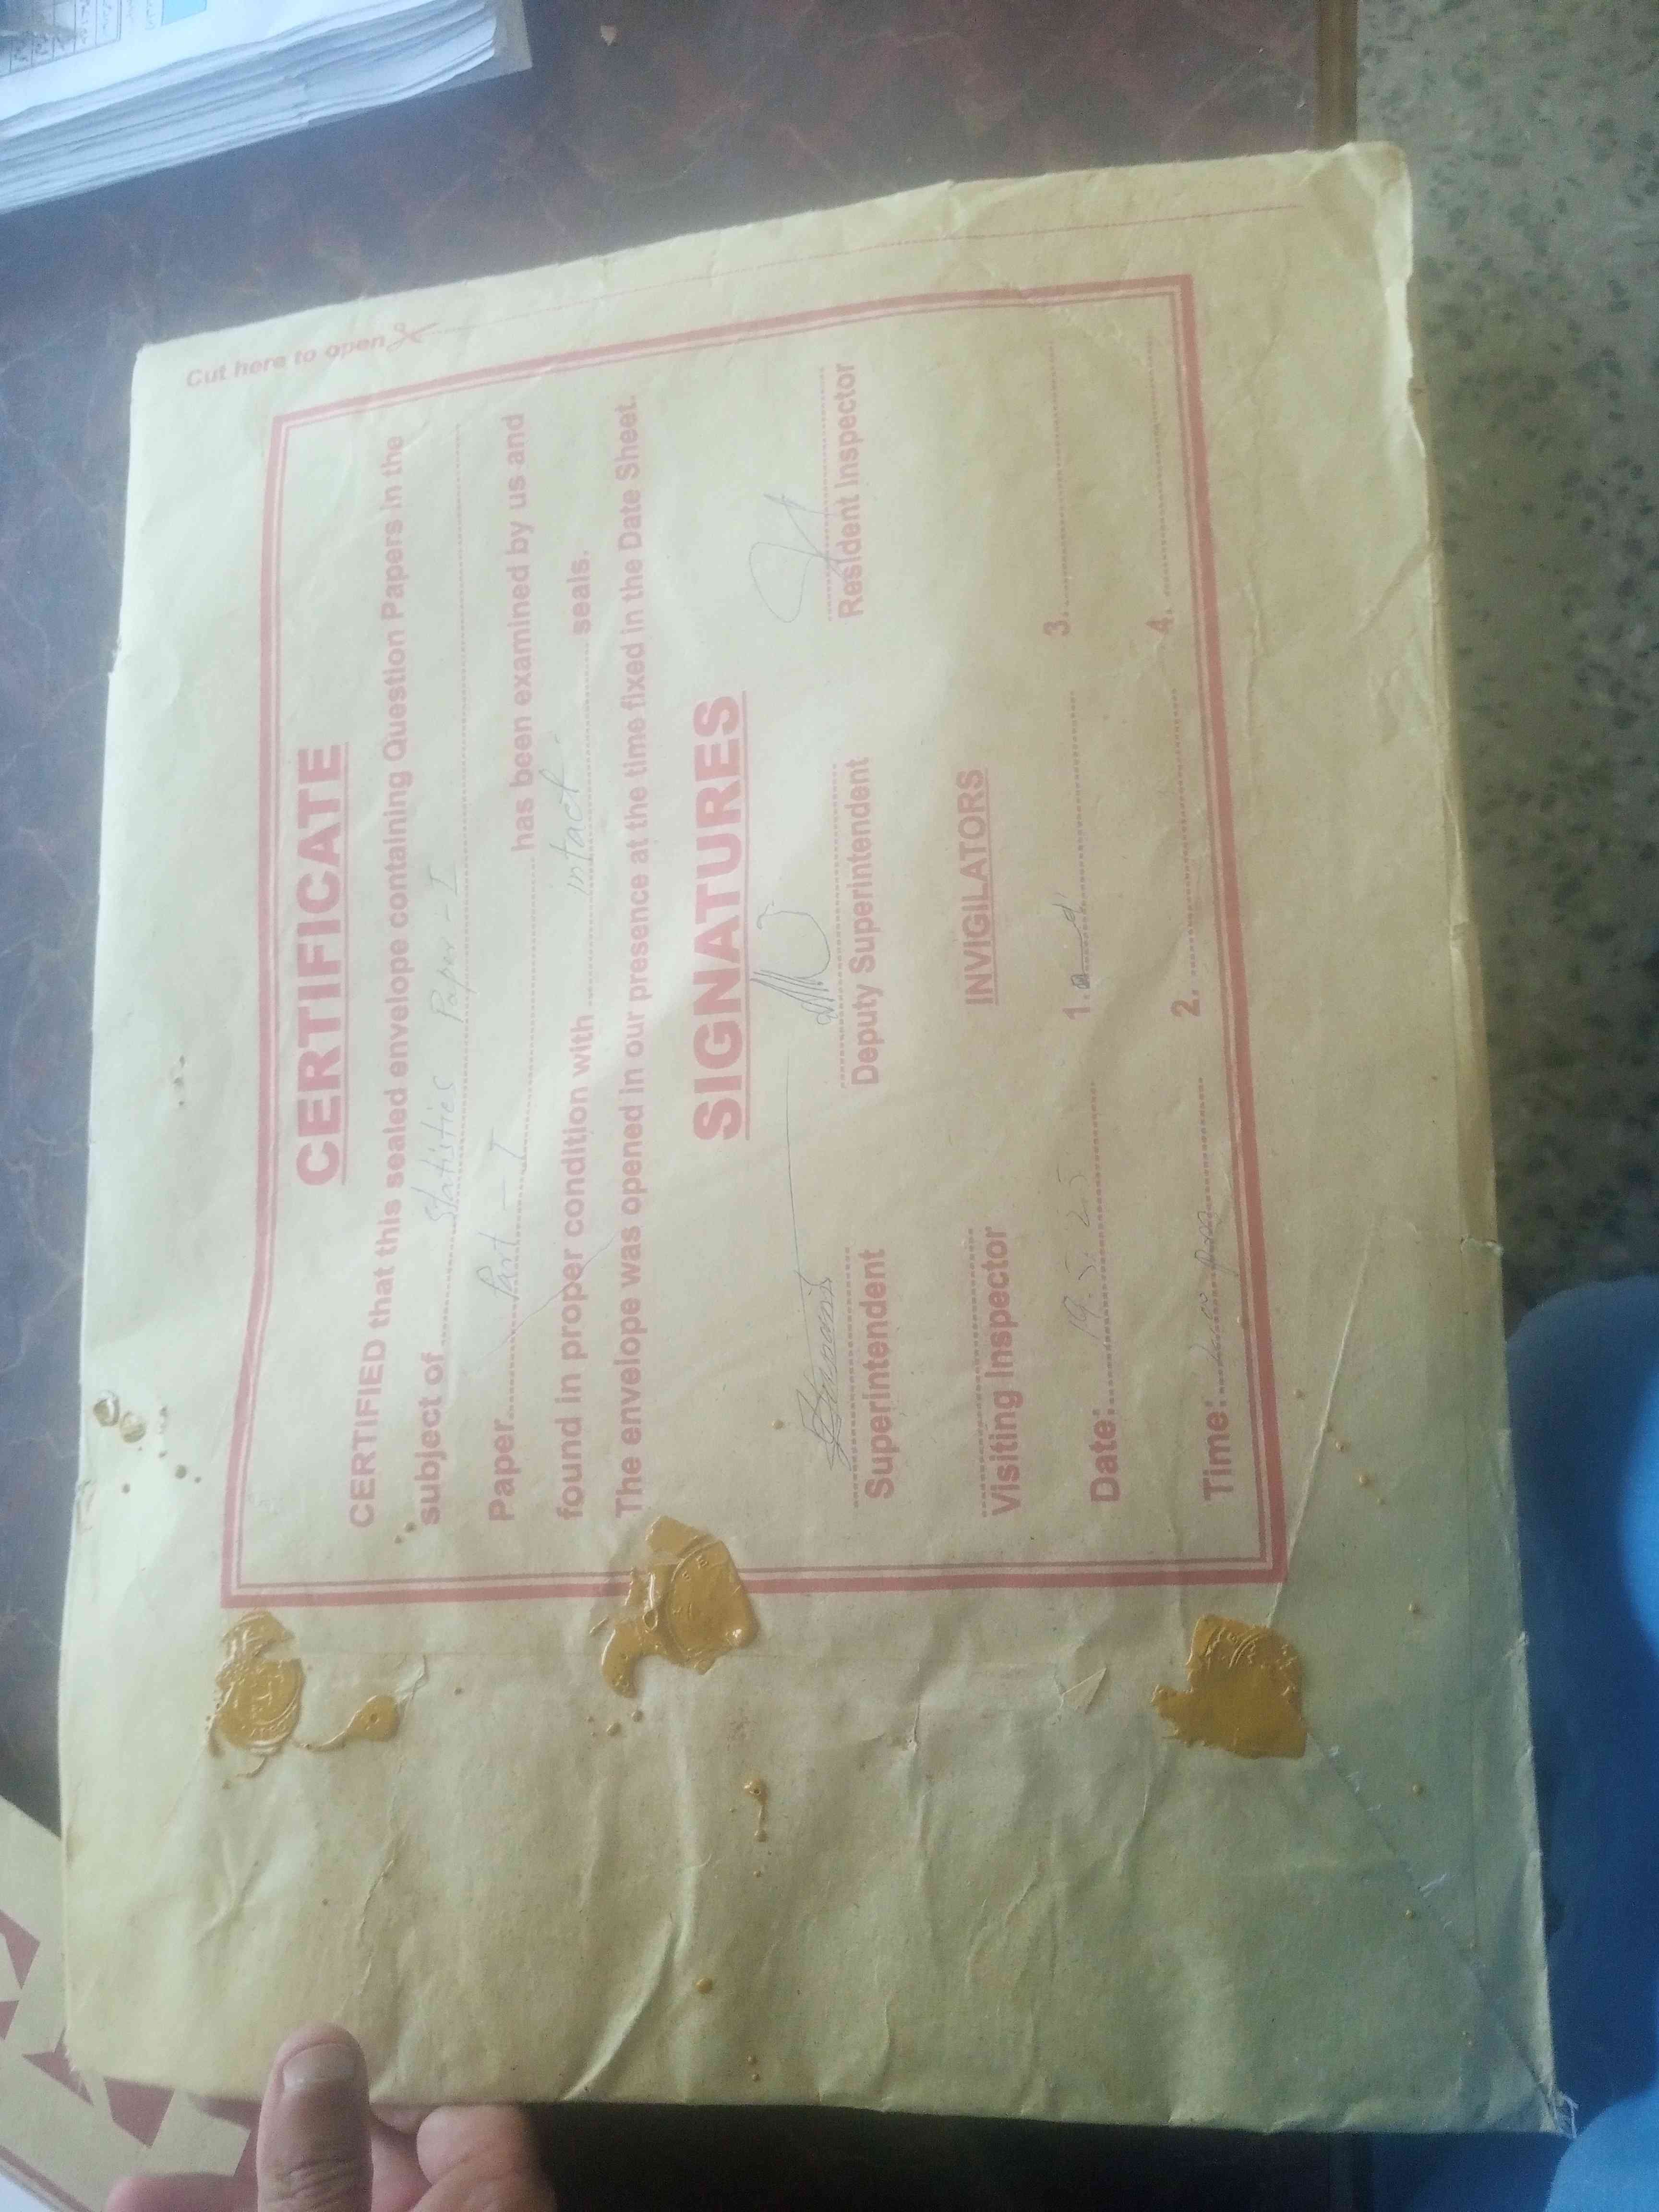 Cut here to open
CERTIFICATE
CERTIFIED that this sealed envelope containing Question Papers in the
subject of Statistics Paper - I
Paper Part - I has been examined by us and
found in proper condition with intact seals.
The envelope was opened in our presence at the time fixed in the Date Sheet.
SIGNATURES
Superintendent Deputy Superintendent Resident Inspector
Visiting Inspector INVIGILATORS
Date: 19.5.25 1. 3.
Time: 2. 4.